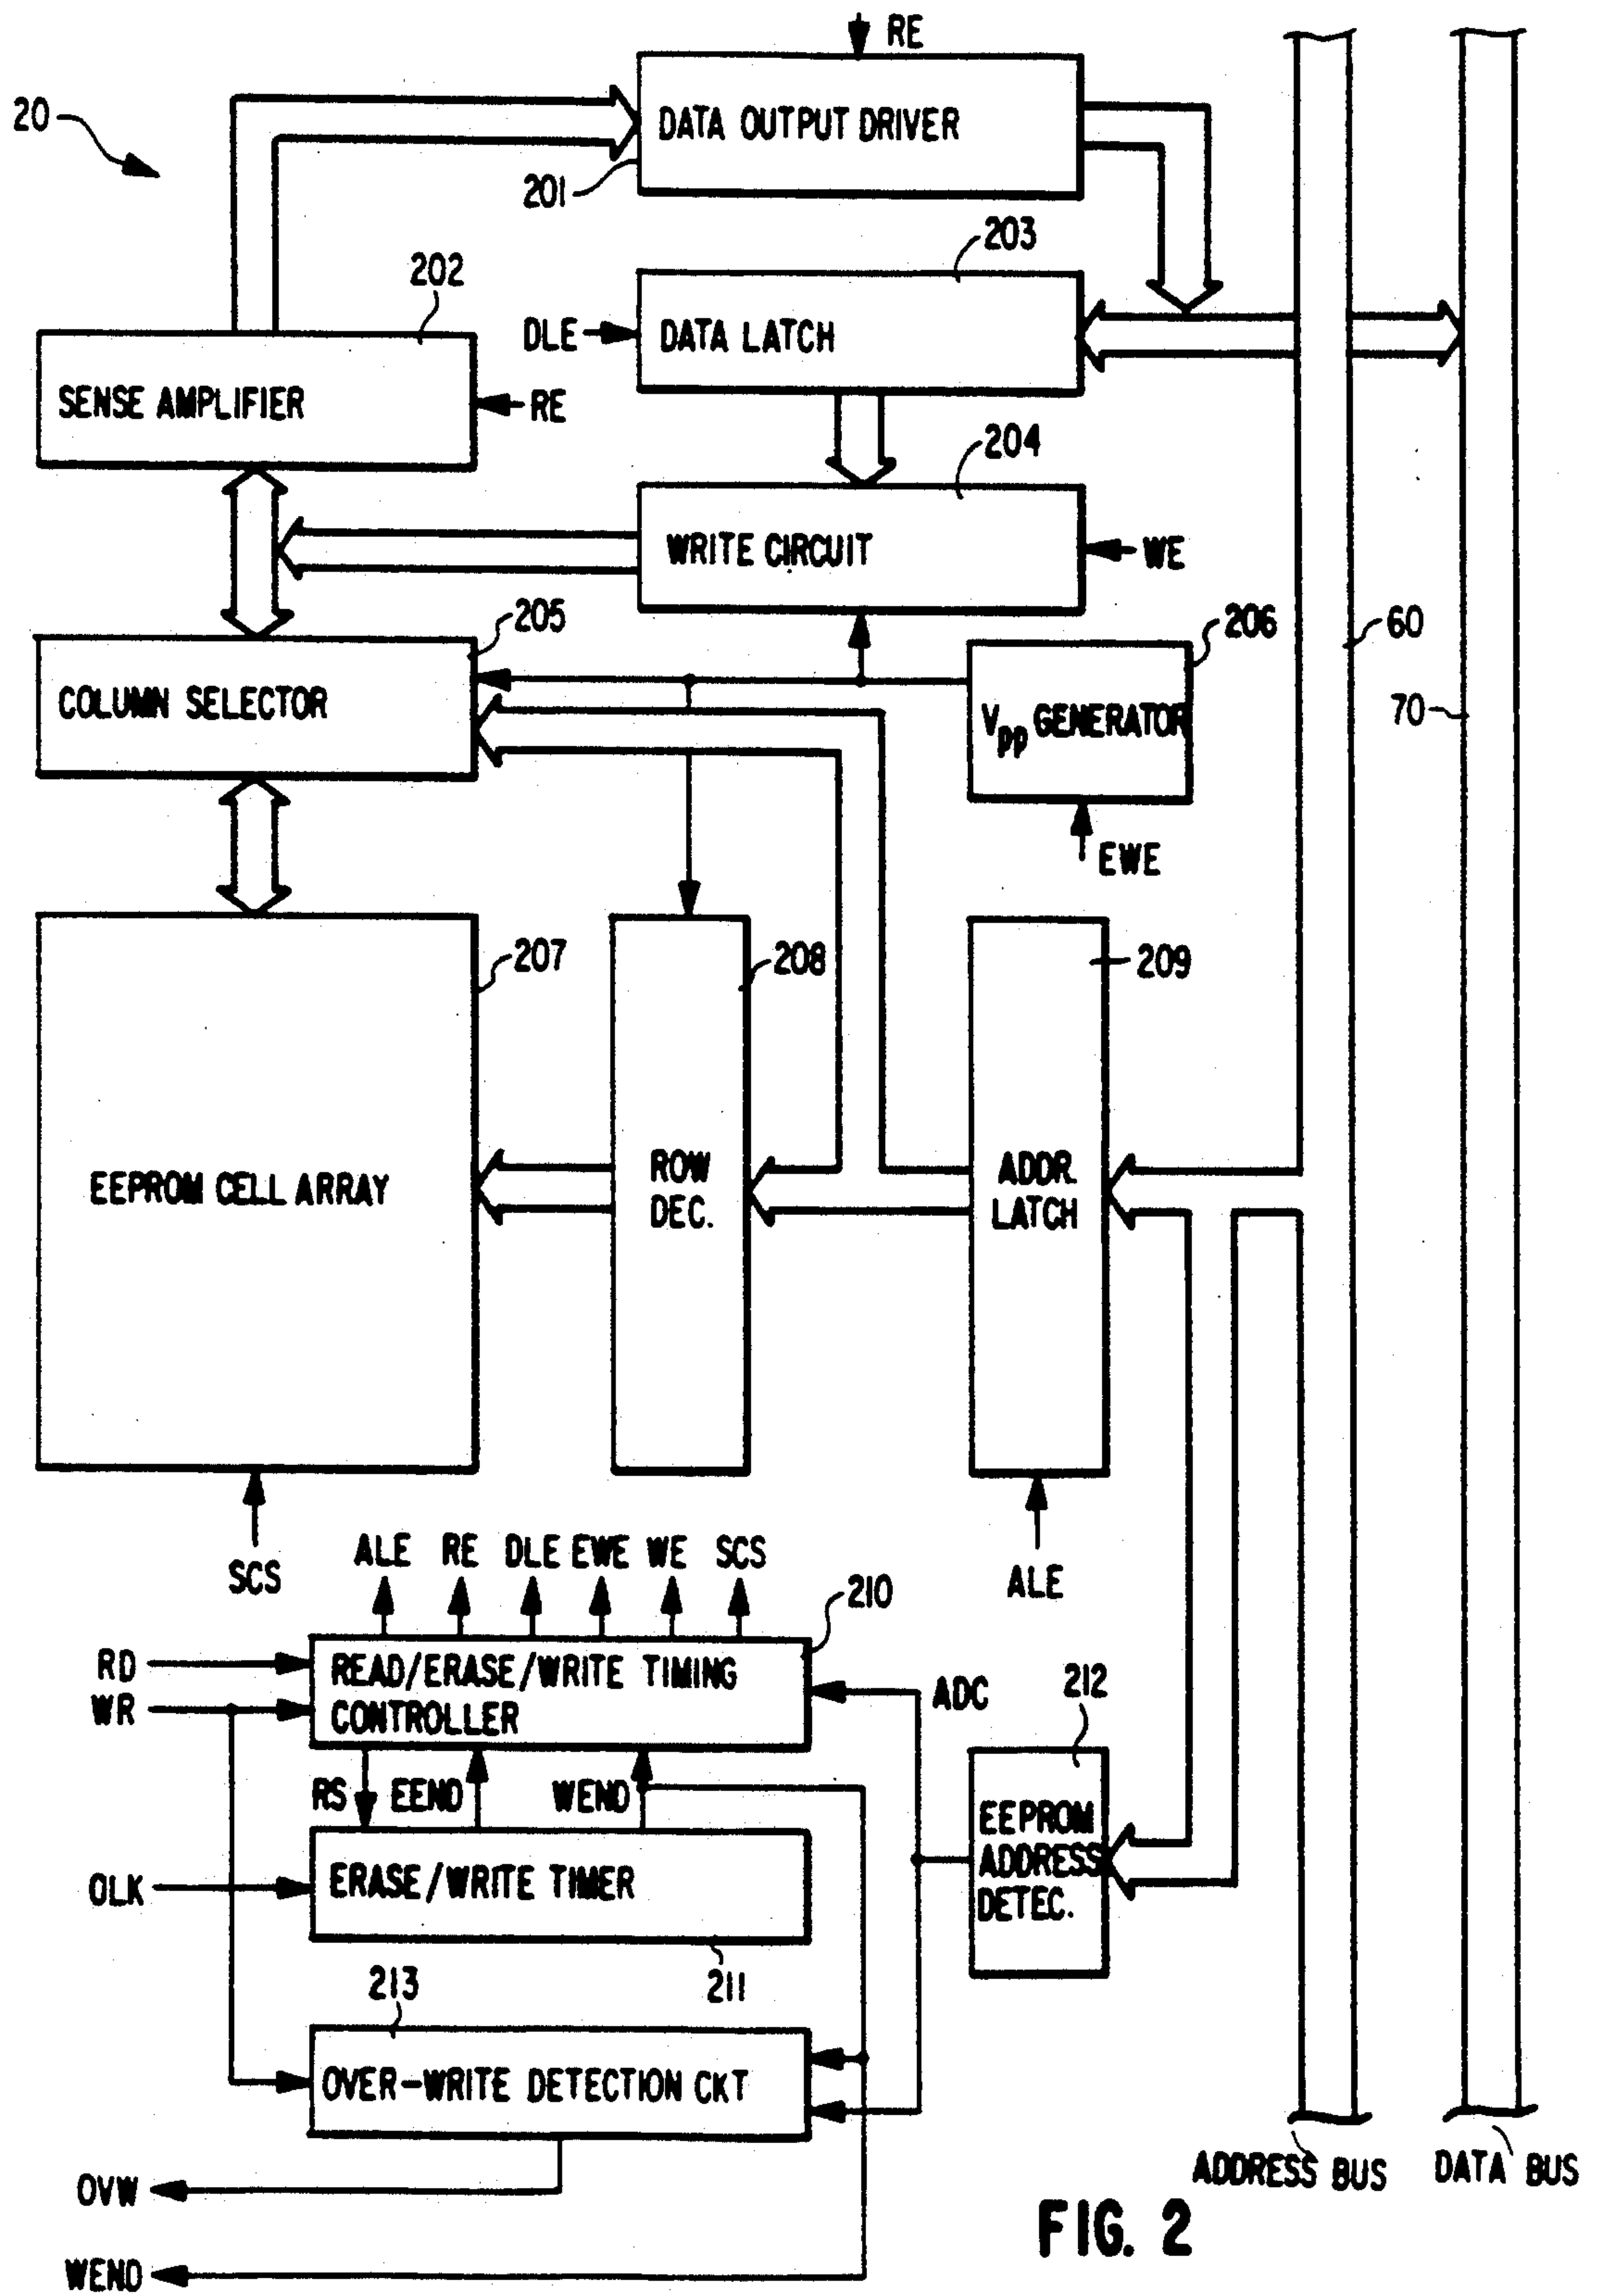 RE
20
DATA OUTPUT DRIVER
201
203
202
DLE
DATA LATCH
SENSE AMPLIFIER
RE
204
WRITE CIRCUIT
WE
205
206
60
COLUMN SELECTOR
Vpp GENERATOR
70
EWE
207
208
209
EEPROM CELL ARRAY
ROW
DEC.
ADDR.
LATCH
SCS
ALE
ALE RE DLE EWE WE SCS
210
RD
WR
READ/ERASE/WRITE TIMING
CONTROLLER
ADC
212
RS EEND WEND
EEPROM
ADDRESS
DETEC.
OLK
ERASE/WRITE TIMER
211
213
OVER-WRITE DETECTION CKT
OVW
WEND
ADDRESS BUS
DATA BUS
FIG. 2